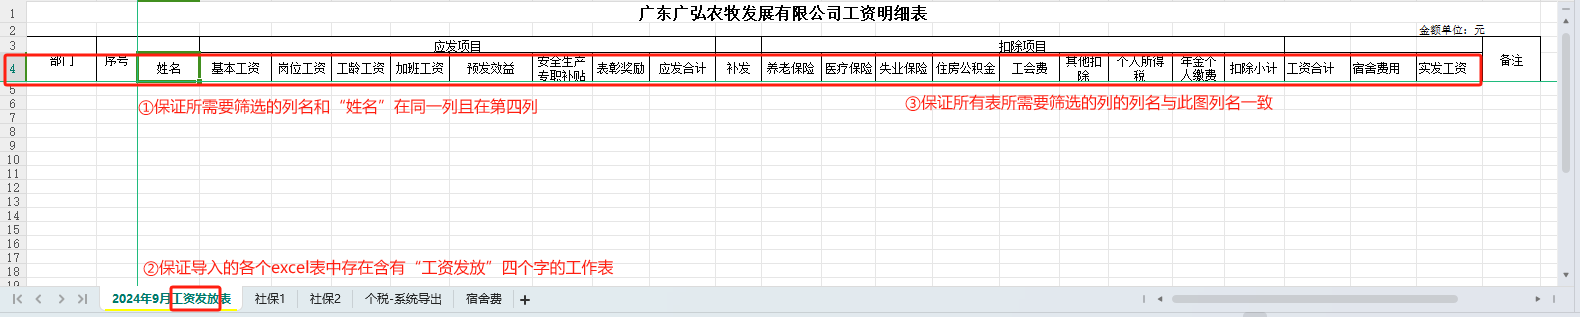 1
广东广弘农牧发展有限公司工资明细表
2
金额单位：元
3
应发项目
扣除项目
4
部门
序号
姓名
基本工资
岗位工资
工龄工资
加班工资
预发效益
安全生产
专职补贴
表彰奖励
应发合计
补发
养老保险
医疗保险
失业保险
住房公积金
工会费
其他扣
除
个人所得
税
年金个
人缴费
扣除小计
工资合计
宿舍费用
实发工资
备注
5
6
①保证所需要筛选的列名和“姓名”在同一列且在第四列
③保证所有表所需要筛选的列的列名与此图列名一致
7
8
9
10
11
12
13
14
15
16
17
②保证导入的各个excel表中存在含有“工资发放”四个字的工作表
18
2024年9月工资发放表
社保1
社保2
个税-系统导出
宿舍费
+